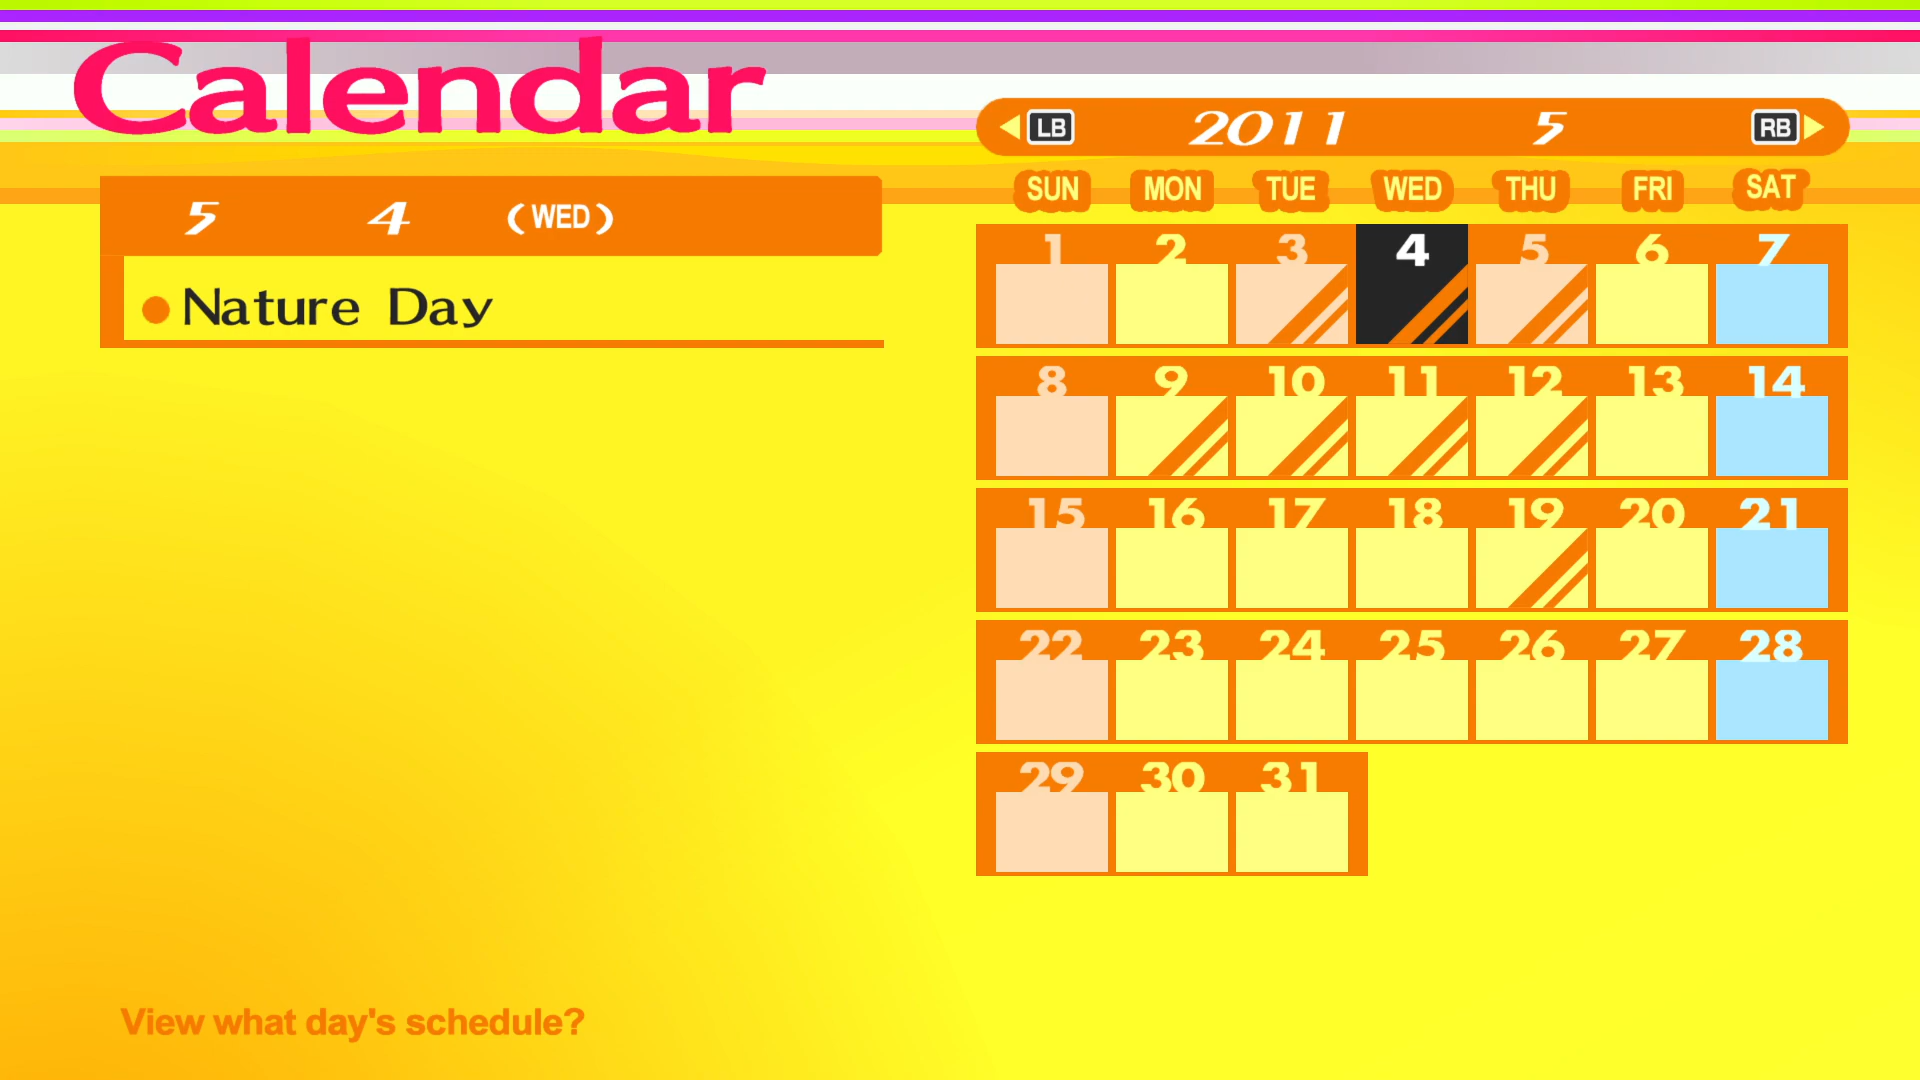 Calendar
LB 2011 5 RB
5 4 (WED)
Nature Day
SUN MON TUE WED THU FRI SAT
1 2 3 4 5 6 7
8 9 10 11 12 13 14
15 16 17 18 19 20 21
22 23 24 25 26 27 28
29 30 31
View what day's schedule?